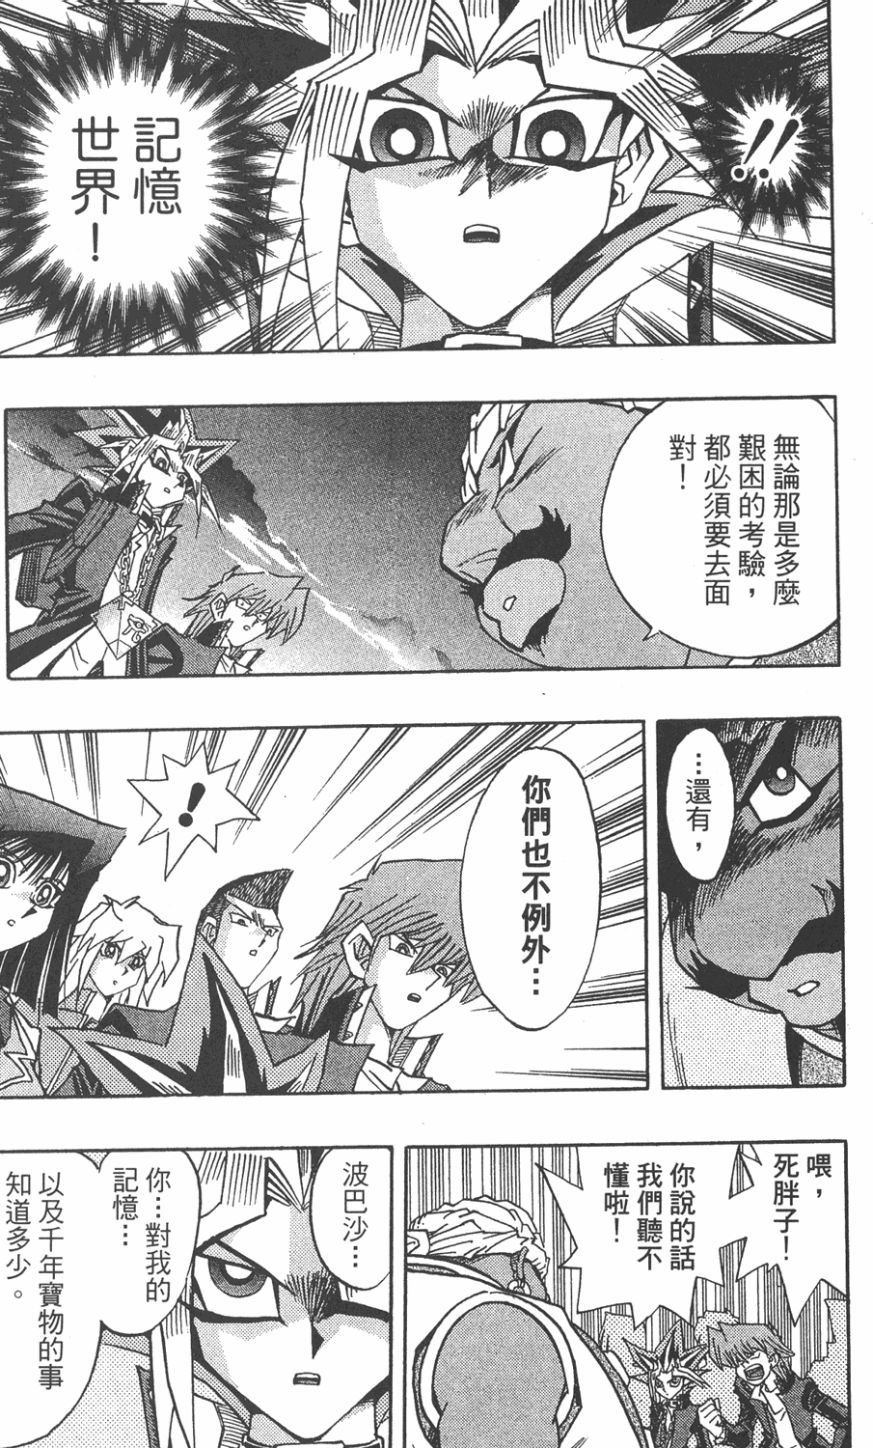 !!
記憶
世界！
無論那是多麼
艱困的考驗，
都必須要去面
對！
…還有，
你們也不例外…
！
喂，
死胖子！
你說的話
我們聽不
懂啦！
波巴沙…
你…對我的
記憶…
以及千年寶物的事
知道多少。